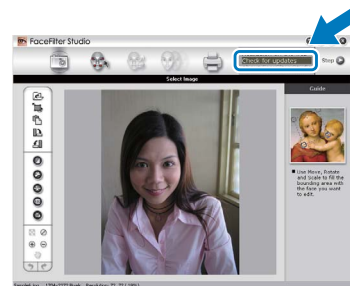 FaceFilter Studio
Check for updates
Step
Select Image
Guide
Use Move, Rotate
and Scale to fill the
bounding area with
the face you want
to edit.